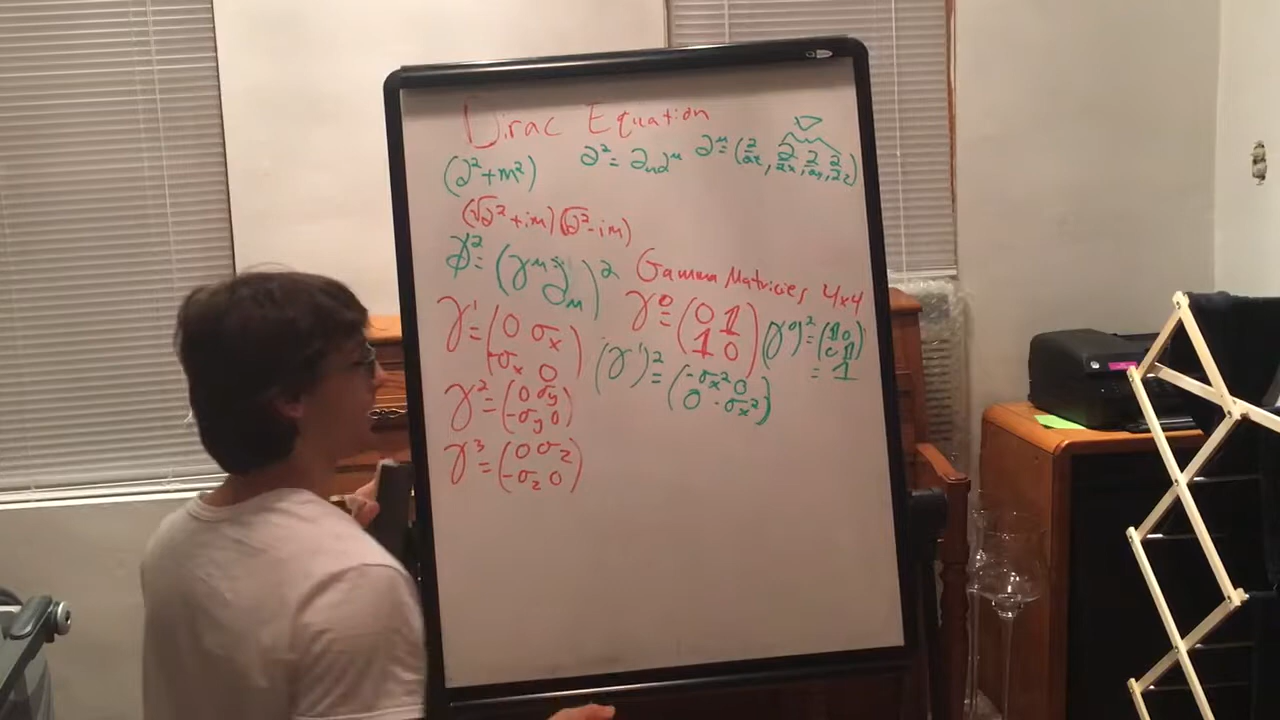 Dirac Equation
(∂²+m²) ∂²=∂ᵤ∂ᵘ ∂ᵘ=(∂/∂t, ∂/∂x, ∂/∂y, ∂/∂z) ∇
(√∂²+im)(√∂²-im)
∂̸²=(γᵘ∂ᵤ)²
Gamma Matricies 4x4
γ¹=(0 σₓ
-σₓ 0)
γ⁰=(0 1
1 0)
(γ⁰)²=(1 0
0 1)
=1
(γ¹)²=(-σₓ² 0
0 -σₓ²)
γ²=(0 σy
-σy 0)
γ³=(0 σz
-σz 0)